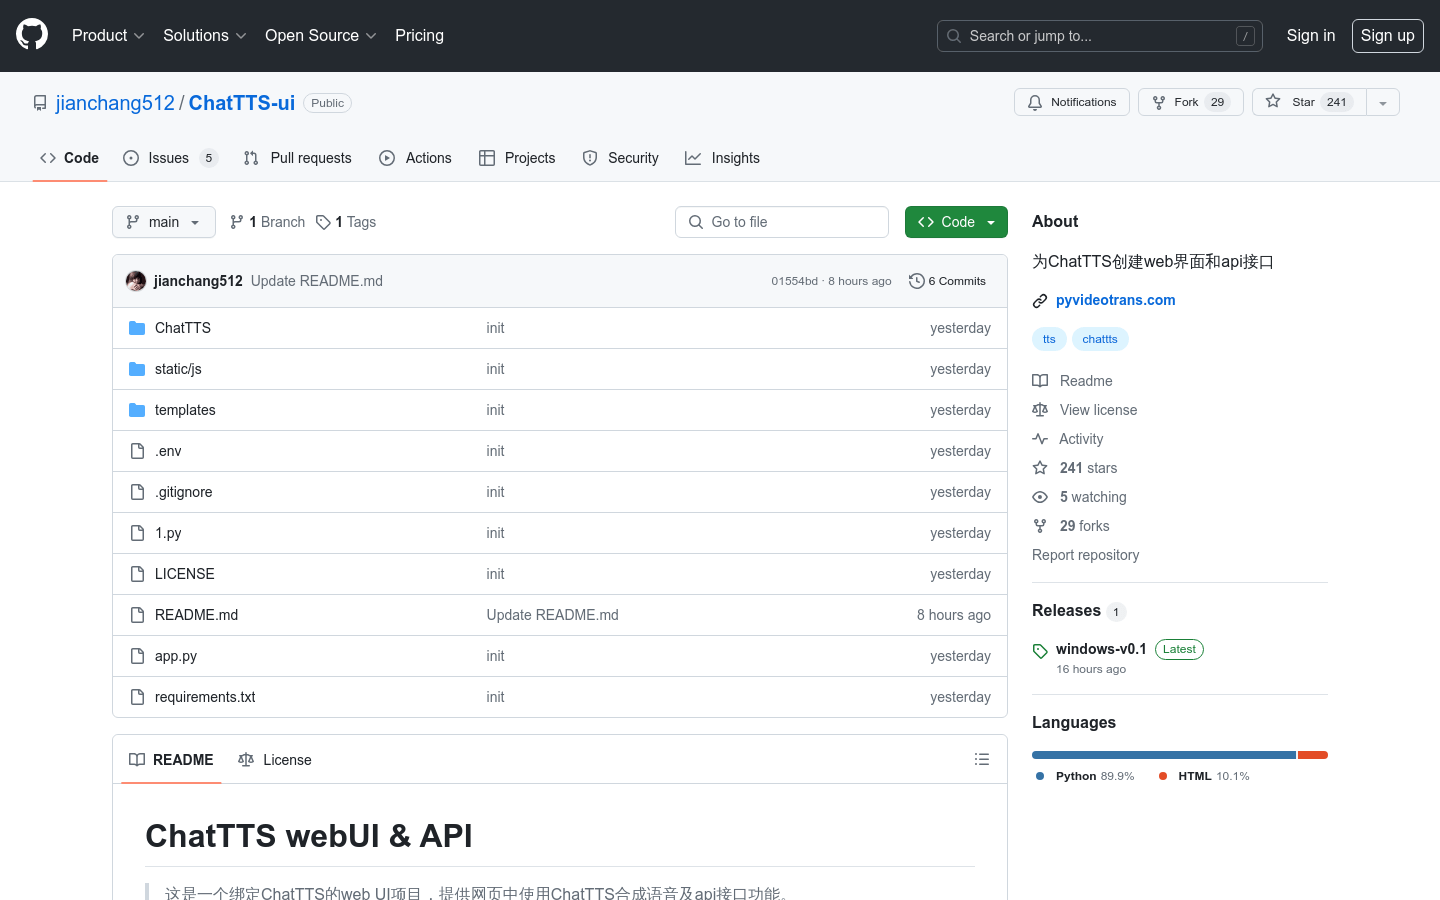 Product
Solutions
Open Source
Pricing
Search or jump to...
/
Sign in
Sign up
jianchang512 / ChatTTS-ui
Public
Notifications
Fork 29
Star 241
Code
Issues 5
Pull requests
Actions
Projects
Security
Insights
main
1 Branch
1 Tags
Go to file
Code
jianchang512 Update README.md
01554bd · 8 hours ago
6 Commits
ChatTTS init yesterday
static/js init yesterday
templates init yesterday
.env init yesterday
.gitignore init yesterday
1.py init yesterday
LICENSE init yesterday
README.md Update README.md 8 hours ago
app.py init yesterday
requirements.txt init yesterday
README
License
ChatTTS webUI & API
这是一个绑定ChatTTS的web UI项目，提供网页中使用ChatTTS合成语音及api接口功能。
About
为ChatTTS创建web界面和api接口
pyvideotrans.com
tts chattts
Readme
View license
Activity
241 stars
5 watching
29 forks
Report repository
Releases 1
windows-v0.1 Latest
16 hours ago
Languages
Python 89.9% HTML 10.1%